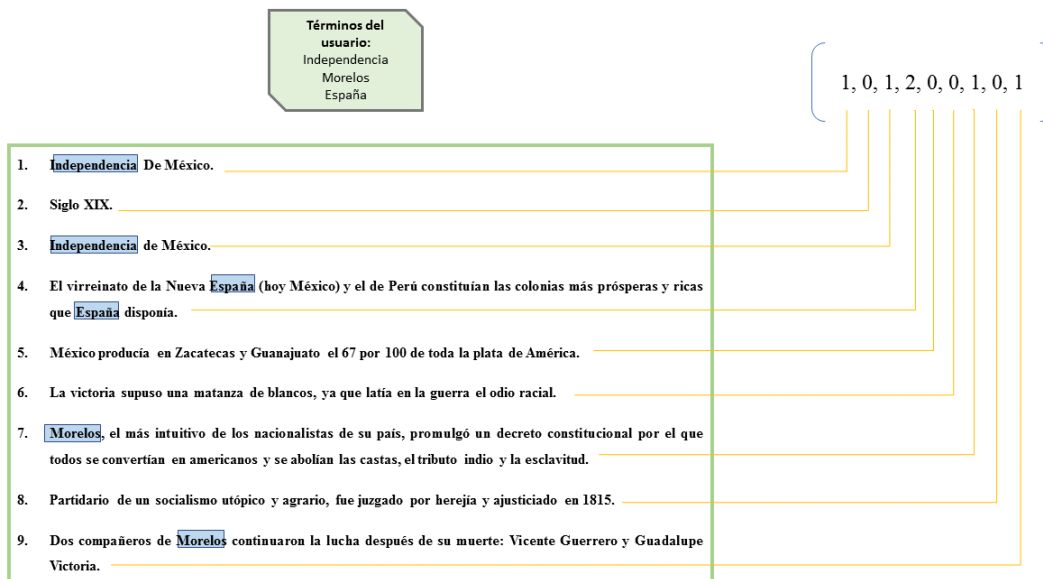 Términos del
usuario:
Independencia
Morelos
España
1, 0, 1, 2, 0, 0, 1, 0, 1
1. Independencia De México.
2. Siglo XIX.
3. Independencia de México.
4. El virreinato de la Nueva España (hoy México) y el de Perú constituían las colonias más prósperas y ricas
que España disponía.
5. México producía en Zacatecas y Guanajuato el 67 por 100 de toda la plata de América.
6. La victoria supuso una matanza de blancos, ya que latía en la guerra el odio racial.
7. Morelos, el más intuitivo de los nacionalistas de su país, promulgó un decreto constitucional por el que
todos se convertían en americanos y se abolían las castas, el tributo indio y la esclavitud.
8. Partidario de un socialismo utópico y agrario, fue juzgado por herejía y ajusticiado en 1815.
9. Dos compañeros de Morelos continuaron la lucha después de su muerte: Vicente Guerrero y Guadalupe
Victoria.